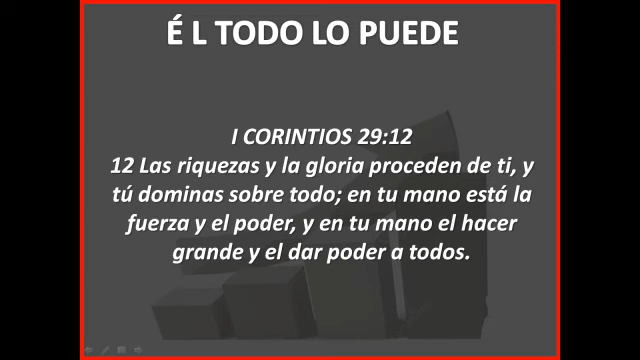 É L TODO LO PUEDE
I CORINTIOS 29:12
12 Las riquezas y la gloria proceden de ti, y
tú dominas sobre todo; en tu mano está la
fuerza y el poder, y en tu mano el hacer
grande y el dar poder a todos.